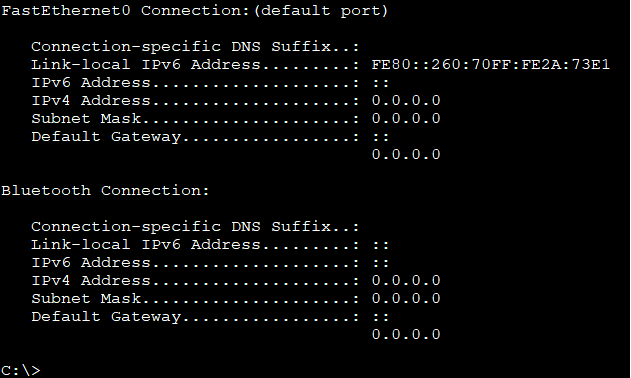 FastEthernet0 Connection:(default port)
Connection-specific DNS Suffix..:
Link-local IPv6 Address.........: FE80::260:70FF:FE2A:73E1
IPv6 Address....................: ::
IPv4 Address....................: 0.0.0.0
Subnet Mask.....................: 0.0.0.0
Default Gateway.................: ::
0.0.0.0
Bluetooth Connection:
Connection-specific DNS Suffix..:
Link-local IPv6 Address.........: ::
IPv6 Address....................: ::
IPv4 Address....................: 0.0.0.0
Subnet Mask.....................: 0.0.0.0
Default Gateway.................: ::
0.0.0.0
C:\>